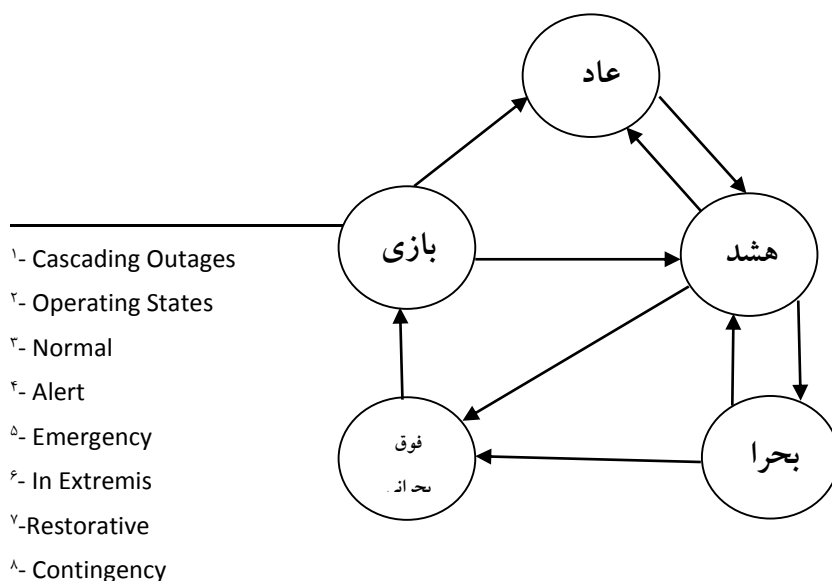 عاد
بازی
هشد
فوق
بحرانی
بحرا
¹- Cascading Outages
²- Operating States
³- Normal
⁴- Alert
⁵- Emergency
⁶- In Extremis
⁷-Restorative
⁸- Contingency